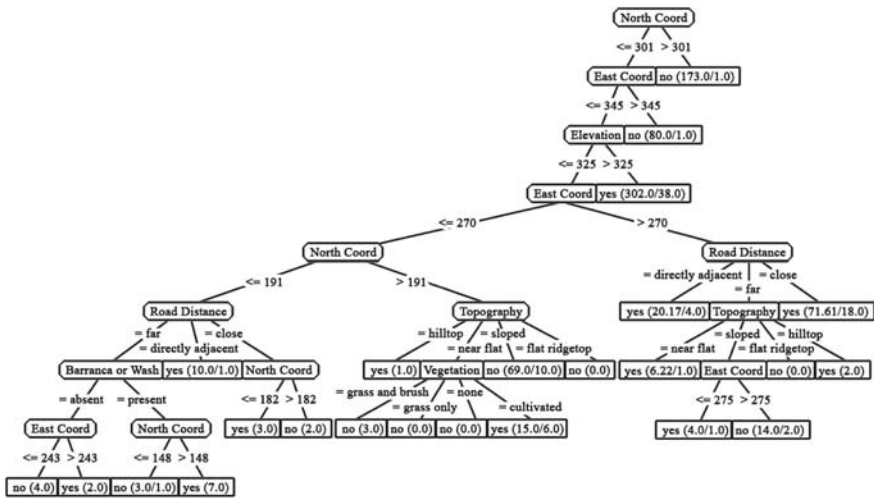 North Coord
<= 301 > 301
East Coord no (173.0/1.0)
<= 345 > 345
Elevation no (80.0/1.0)
<= 325 > 325
East Coord yes (302.0/38.0)
<= 270 > 270
North Coord Road Distance
<= 191 > 191 = directly adjacent = close
= far
Road Distance Topography yes (20.17/4.0) Topography yes (71.61/18.0)
= far = close = hilltop = sloped = sloped = hilltop
= directly adjacent = near flat = flat ridgetop = near flat = flat ridgetop
Barranca or Wash yes (10.0/1.0) North Coord yes (1.0) Vegetation no (69.0/10.0) no (0.0) yes (6.22/1.0) East Coord no (0.0) yes (2.0)
= absent = present <= 182 > 182 = grass and brush = none <= 275 > 275
= grass only = cultivated
East Coord North Coord yes (3.0) no (2.0) no (3.0) no (0.0) no (0.0) yes (15.0/6.0) yes (4.0/1.0) no (14.0/2.0)
<= 243 > 243 <= 148 > 148
no (4.0) yes (2.0) no (3.0/1.0) yes (7.0)